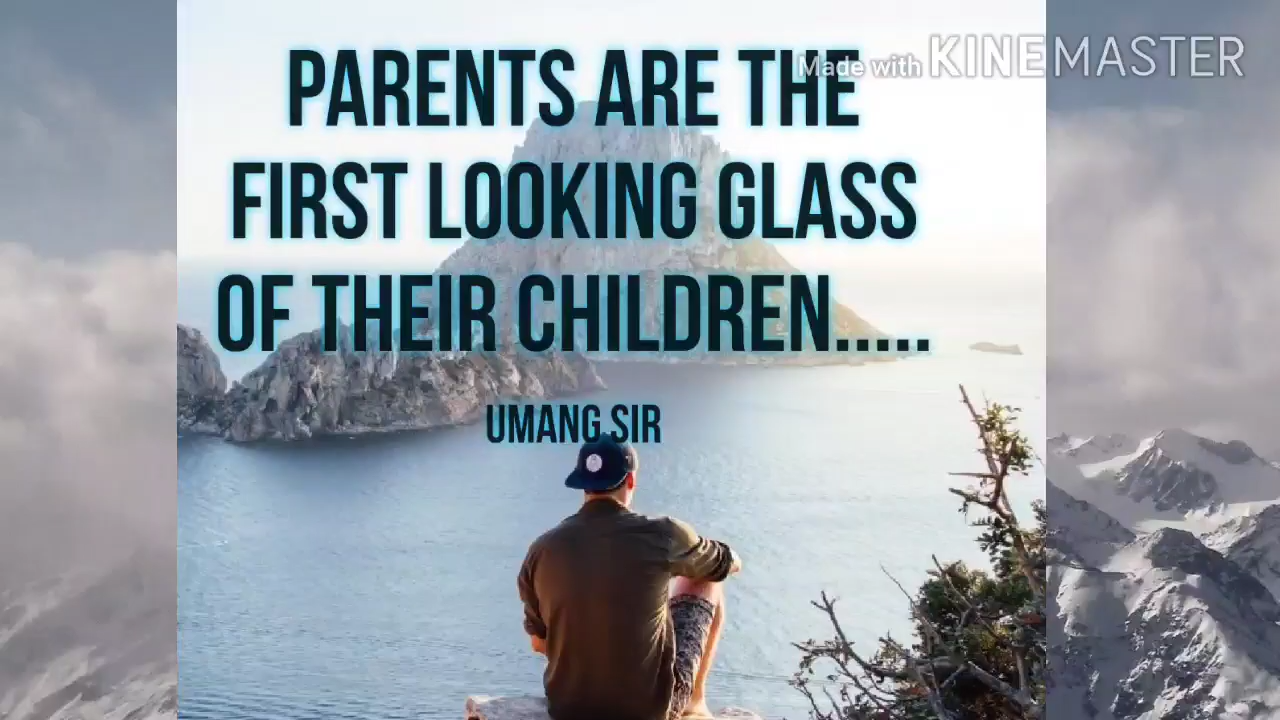 PARENTS ARE THE
Made with KINEMASTER
FIRST LOOKING GLASS
OF THEIR CHILDREN.....
UMANG SIR